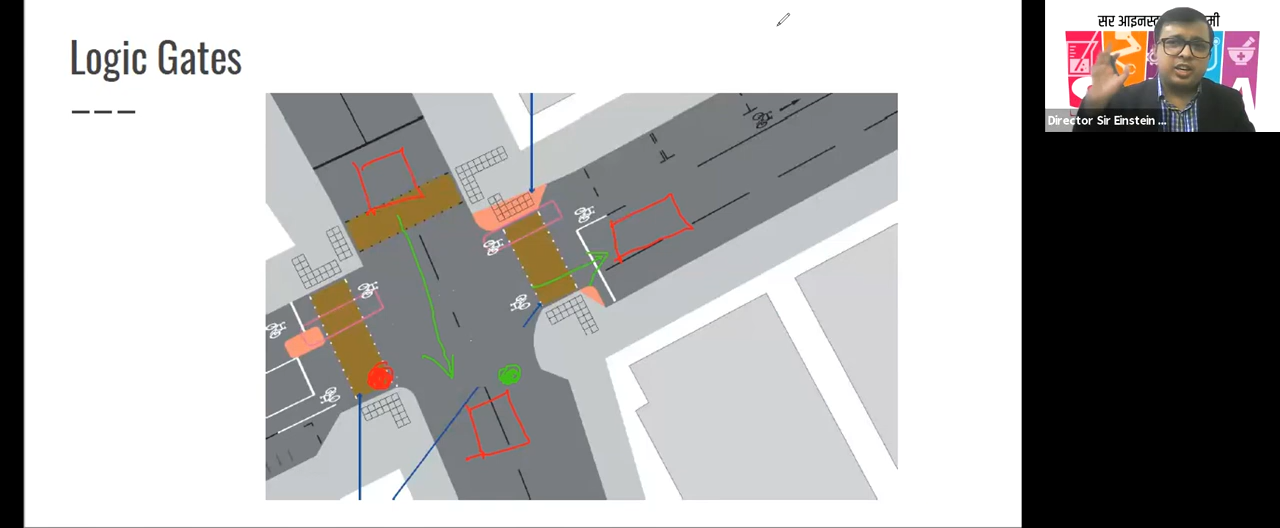 Logic Gates
सर आइनस्
मी
Director Sir Einstein ...